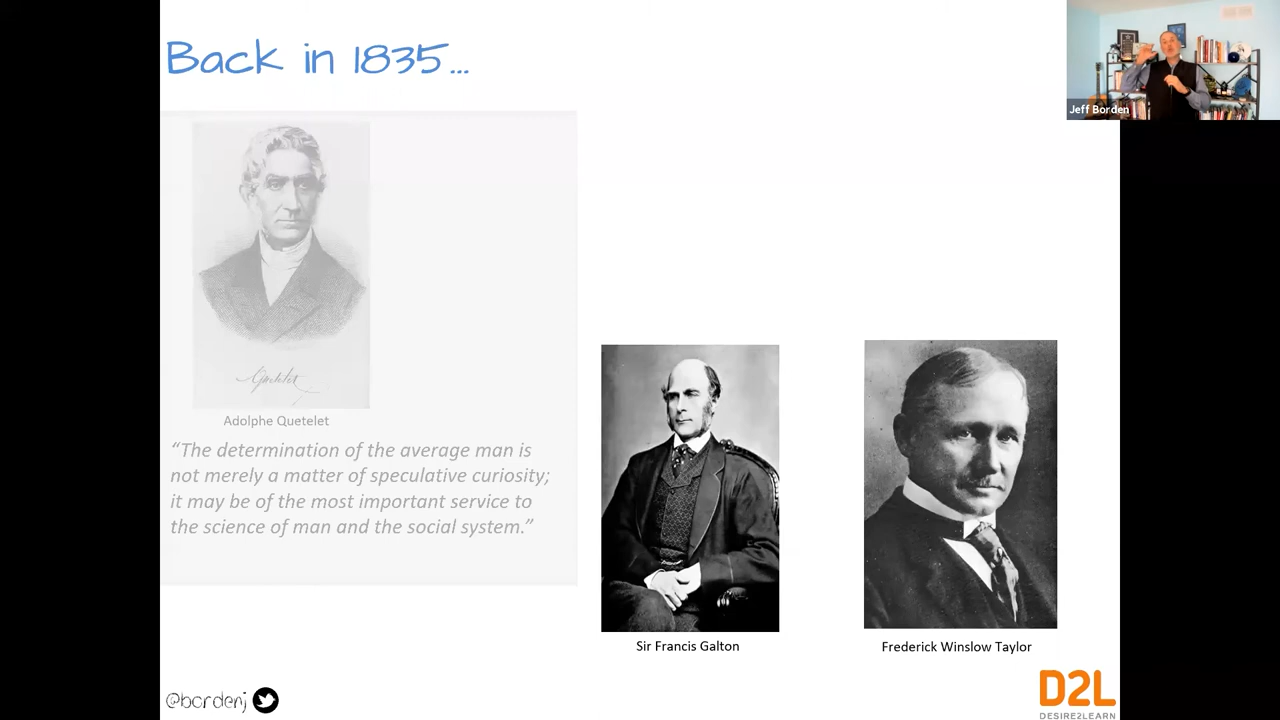 Back in 1835...
Jeff Borden
Quetelet
Adolphe Quetelet
“The determination of the average man is
not merely a matter of speculative curiosity;
it may be of the most important service to
the science of man and the social system.”
Sir Francis Galton
Frederick Winslow Taylor
@bordenj
D2L
DESIRE2LEARN